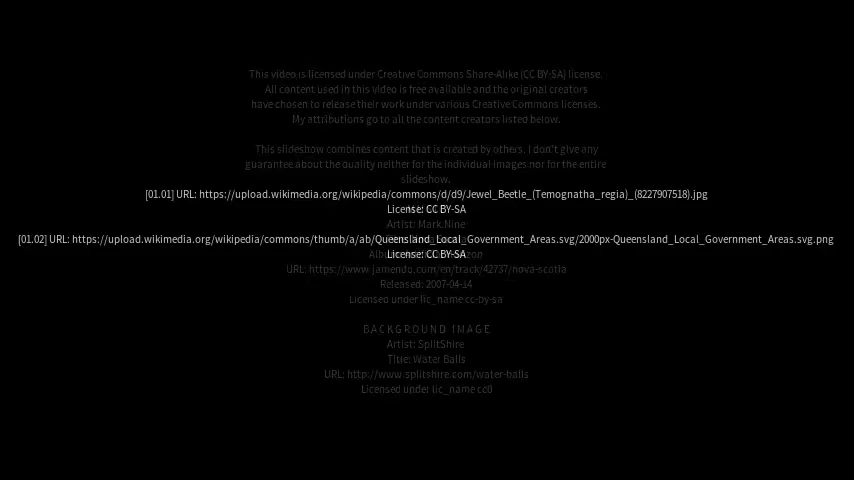 This video is licensed under Creative Commons Share-Alike (CC BY-SA) license.
All content used in this video is free available and the original creators
have chosen to release their work under various Creative Commons licenses.
My attributions go to all the content creators listed below.
This slideshow combines content that is created by others. I don't give any
guarantee about the quality neither for the individual images nor for the entire
slideshow.
[01.01] URL: https://upload.wikimedia.org/wikipedia/commons/d/d9/Jewel_Beetle_(Temognatha_regia)_(8227907518).jpg
License: CC BY-SA
Artist: Mark Nine
[01.02] URL: https://upload.wikimedia.org/wikipedia/commons/thumb/a/ab/Queensland_Local_Government_Areas.svg/2000px-Queensland_Local_Government_Areas.svg.png
License: CC BY-SA
URL: https://www.jamendo.com/en/track/42737/nova-scotia
Released: 2007-04-14
Licensed under lic_name cc-by-sa
BACKGROUND IMAGE
Artist: SplitShire
Title: Water Balls
URL: http://www.splitshire.com/water-balls
Licensed under lic_name cc0